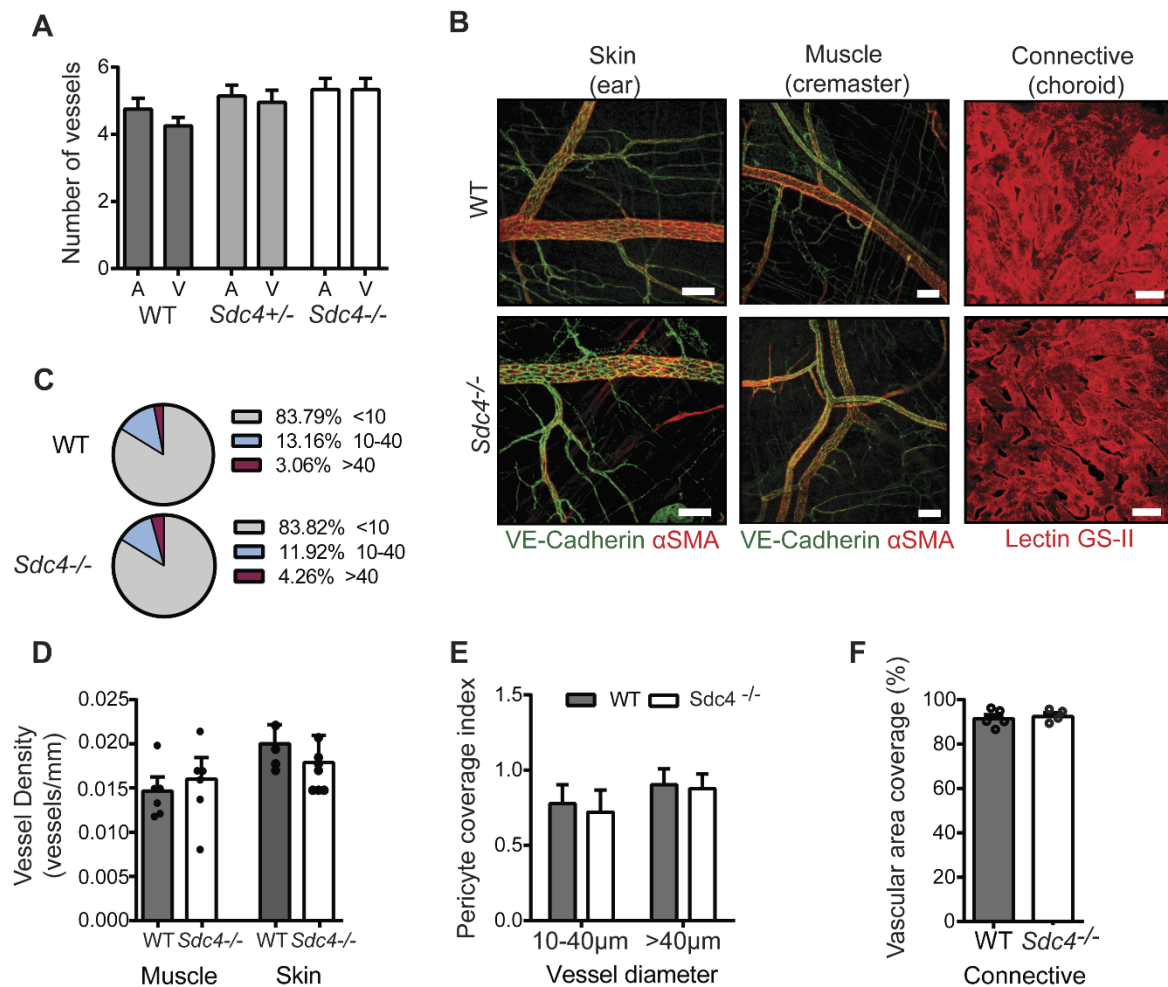 A
Number of vessels
6
4
2
0
A V A V A V
WT Sdc4+/- Sdc4-/-
B
Skin
(ear)
Muscle
(cremaster)
Connective
(choroid)
WT
Sdc4-/-
VE-Cadherin αSMA
VE-Cadherin αSMA
Lectin GS-II
C
WT
83.79% <10
13.16% 10-40
3.06% >40
Sdc4-/-
83.82% <10
11.92% 10-40
4.26% >40
D
Vessel Density
(vessels/mm)
0.025
0.020
0.015
0.010
0.005
0.000
WT Sdc4-/- WT Sdc4-/-
Muscle Skin
E
Pericyte coverage index
1.5
1.0
0.5
0.0
WT Sdc4 -/-
10-40µm >40µm
Vessel diameter
F
Vascular area coverage (%)
100
80
60
40
20
0
WT Sdc4-/-
Connective